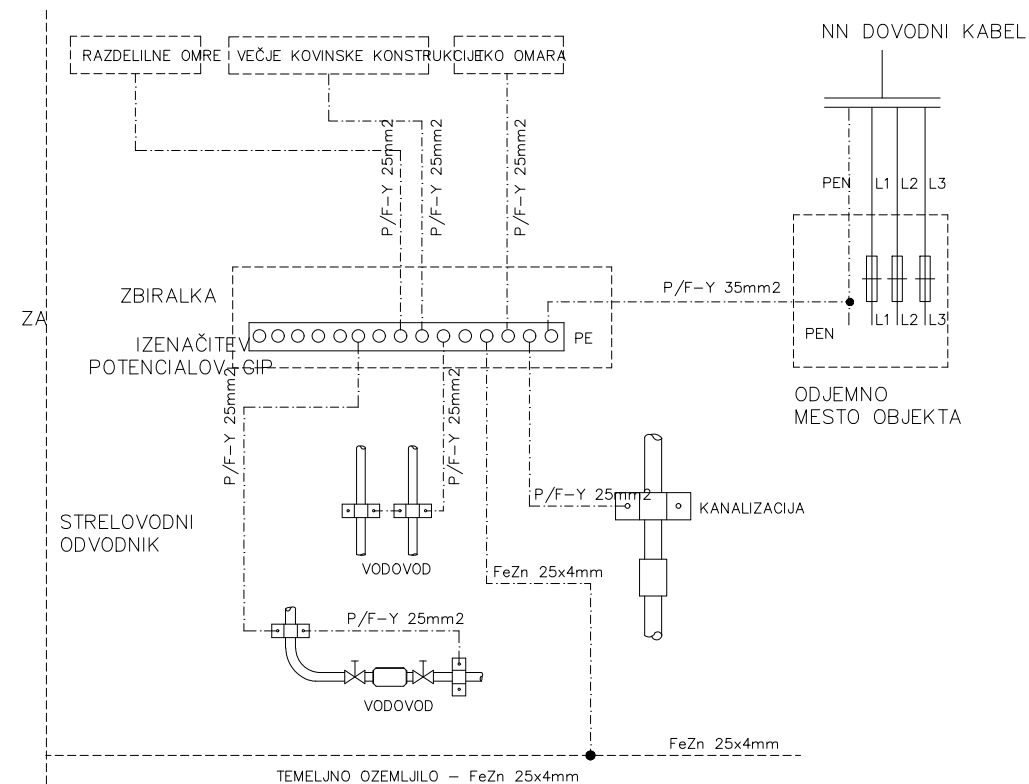 NN DOVODNI KABEL
RAZDELILNE OMRE
VEČJE KOVINSKE KONSTRUKCIJE
TKO OMARA
P/F-Y 25mm2
P/F-Y 25mm2
P/F-Y 25mm2
PEN
L1
L2
L3
P/F-Y 35mm2
ZBIRALKA
ZA
IZENAČITEV
POTENCIALOV-GIP
PE
PEN
L1
L2
L3
ODJEMNO
MESTO OBJEKTA
P/F-Y 25mm2
P/F-Y 25mm2
P/F-Y 25mm2
KANALIZACIJA
STRELOVODNI
ODVODNIK
VODOVOD
FeZn 25x4mm
P/F-Y 25mm2
VODOVOD
FeZn 25x4mm
TEMELJNO OZEMLJILO - FeZn 25x4mm